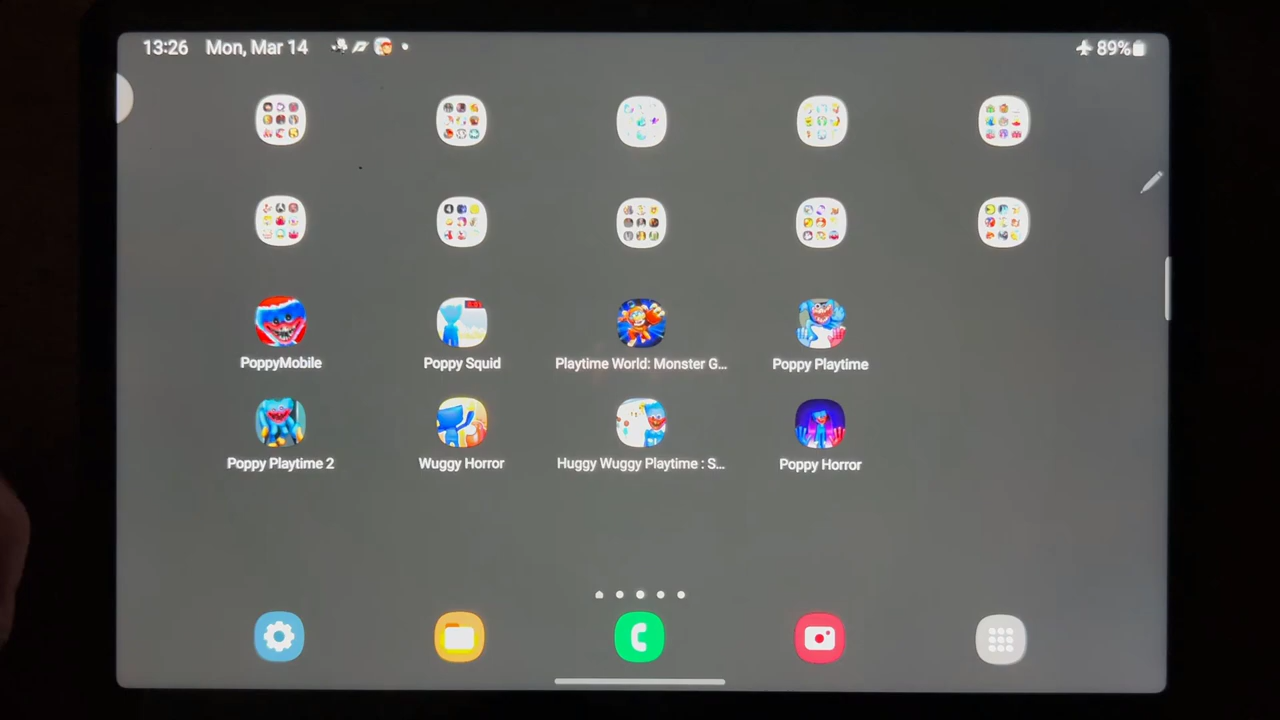 13:26 Mon, Mar 14
89%
PoppyMobile
Poppy Squid
Playtime World: Monster G...
Poppy Playtime
Poppy Playtime 2
Wuggy Horror
Huggy Wuggy Playtime : S...
Poppy Horror